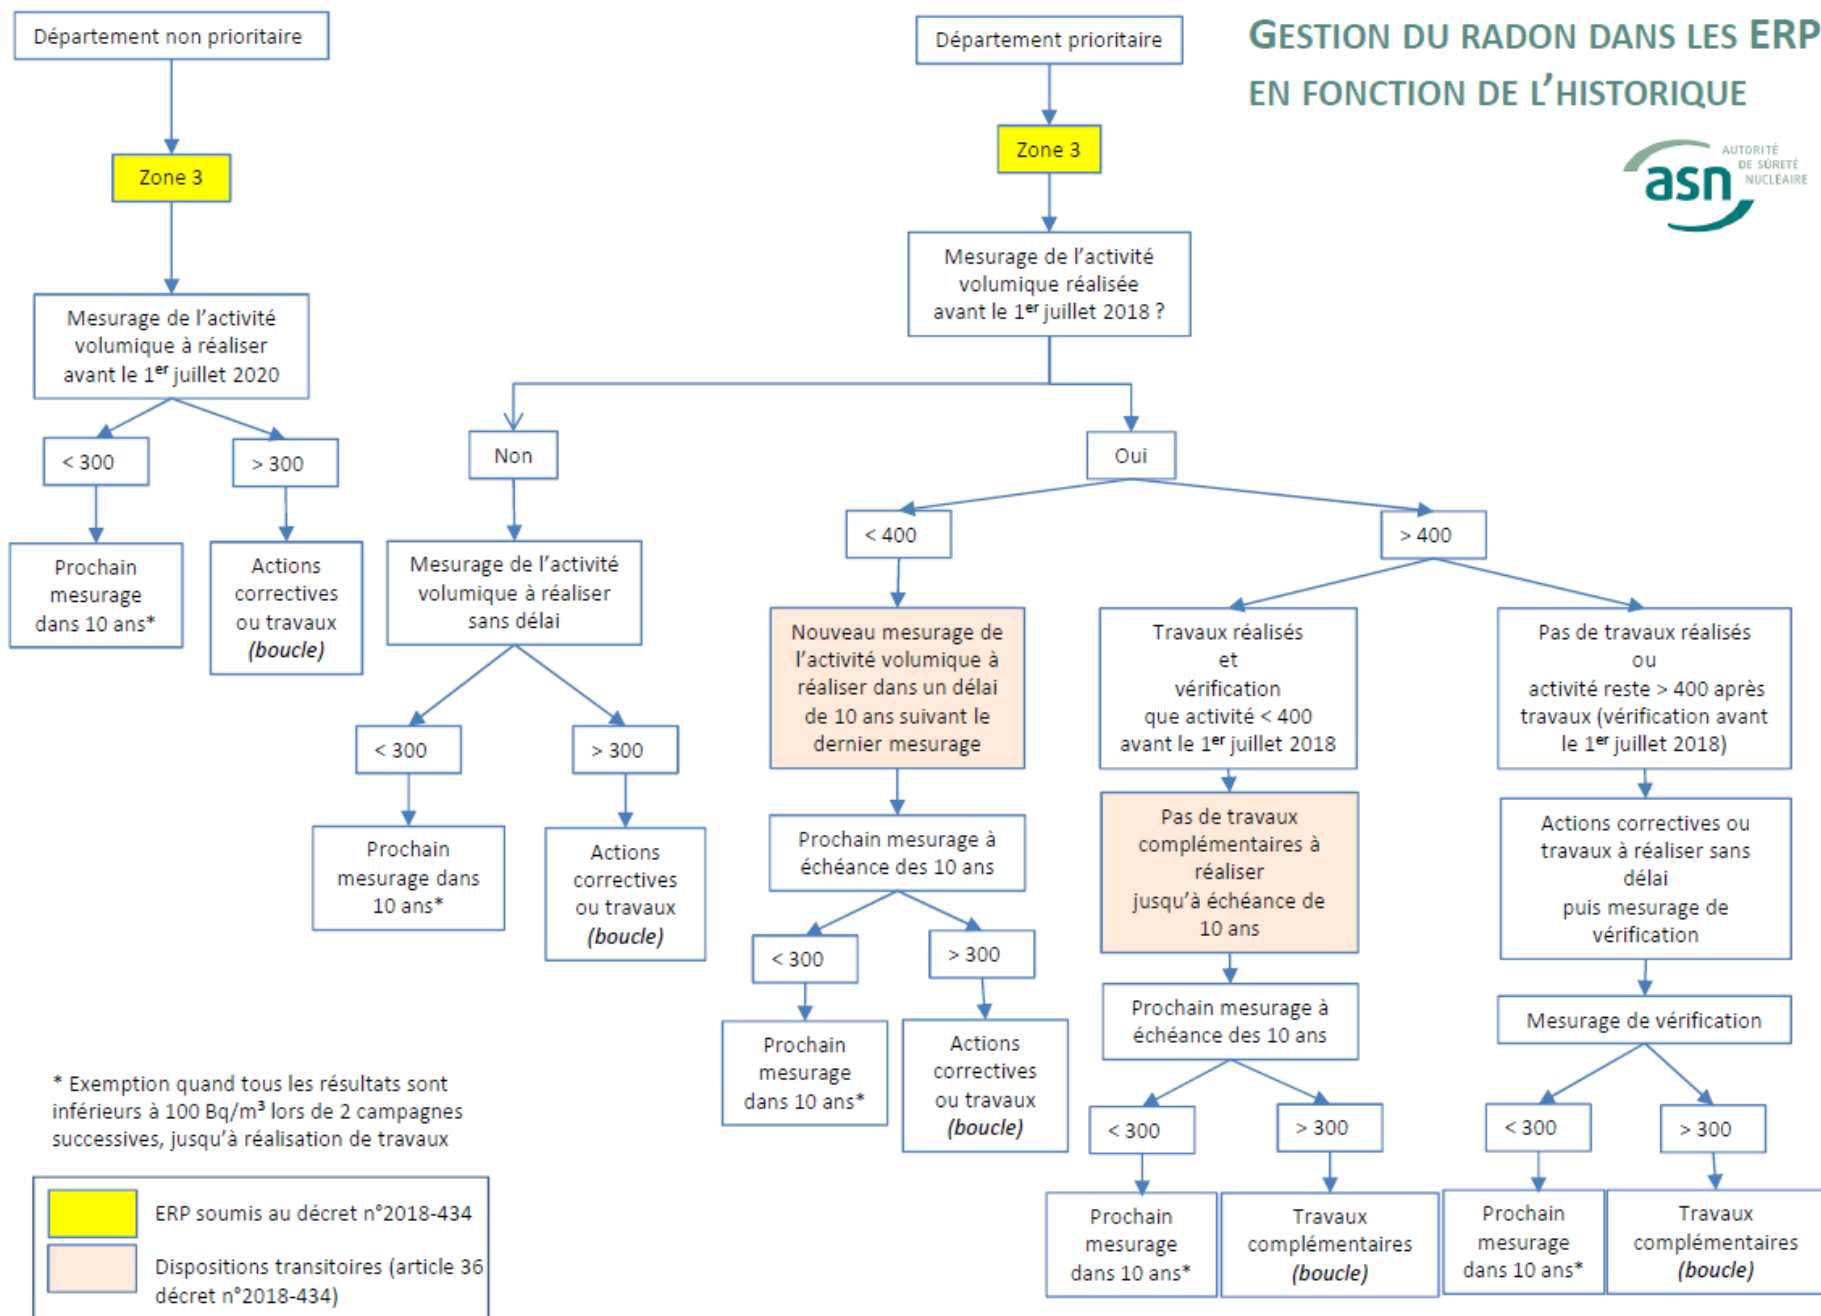 GESTION DU RADON DANS LES ERP
EN FONCTION DE L'HISTORIQUE
asn
AUTORITÉ
DE SÛRETÉ
NUCLÉAIRE
Département non prioritaire
Zone 3
Mesurage de l'activité
volumique à réaliser
avant le 1er juillet 2020
< 300
> 300
Prochain
mesurage
dans 10 ans*
Actions
correctives
ou travaux
(boucle)
Département prioritaire
Zone 3
Mesurage de l'activité
volumique réalisée
avant le 1er juillet 2018 ?
Non
Oui
Mesurage de l'activité
volumique à réaliser
sans délai
< 300
> 300
Prochain
mesurage dans
10 ans*
Actions
correctives
ou travaux
(boucle)
< 400
> 400
Nouveau mesurage de
l'activité volumique à
réaliser dans un délai
de 10 ans suivant le
dernier mesurage
Prochain mesurage à
échéance des 10 ans
< 300
> 300
Prochain
mesurage
dans 10 ans*
Actions
correctives
ou travaux
(boucle)
Travaux réalisés
et
vérification
que activité < 400
avant le 1er juillet 2018
Pas de travaux
complémentaires à
réaliser
jusqu'à échéance de
10 ans
Prochain mesurage à
échéance des 10 ans
< 300
> 300
Prochain
mesurage
dans 10 ans*
Travaux
complémentaires
(boucle)
Pas de travaux réalisés
ou
activité reste > 400 après
travaux (vérification avant
le 1er juillet 2018)
Actions correctives ou
travaux à réaliser sans
délai
puis mesurage de
vérification
Mesurage de vérification
< 300
> 300
Prochain
mesurage
dans 10 ans*
Travaux
complémentaires
(boucle)
* Exemption quand tous les résultats sont
inférieurs à 100 Bq/m³ lors de 2 campagnes
successives, jusqu'à réalisation de travaux
ERP soumis au décret n°2018-434
Dispositions transitoires (article 36
décret n°2018-434)